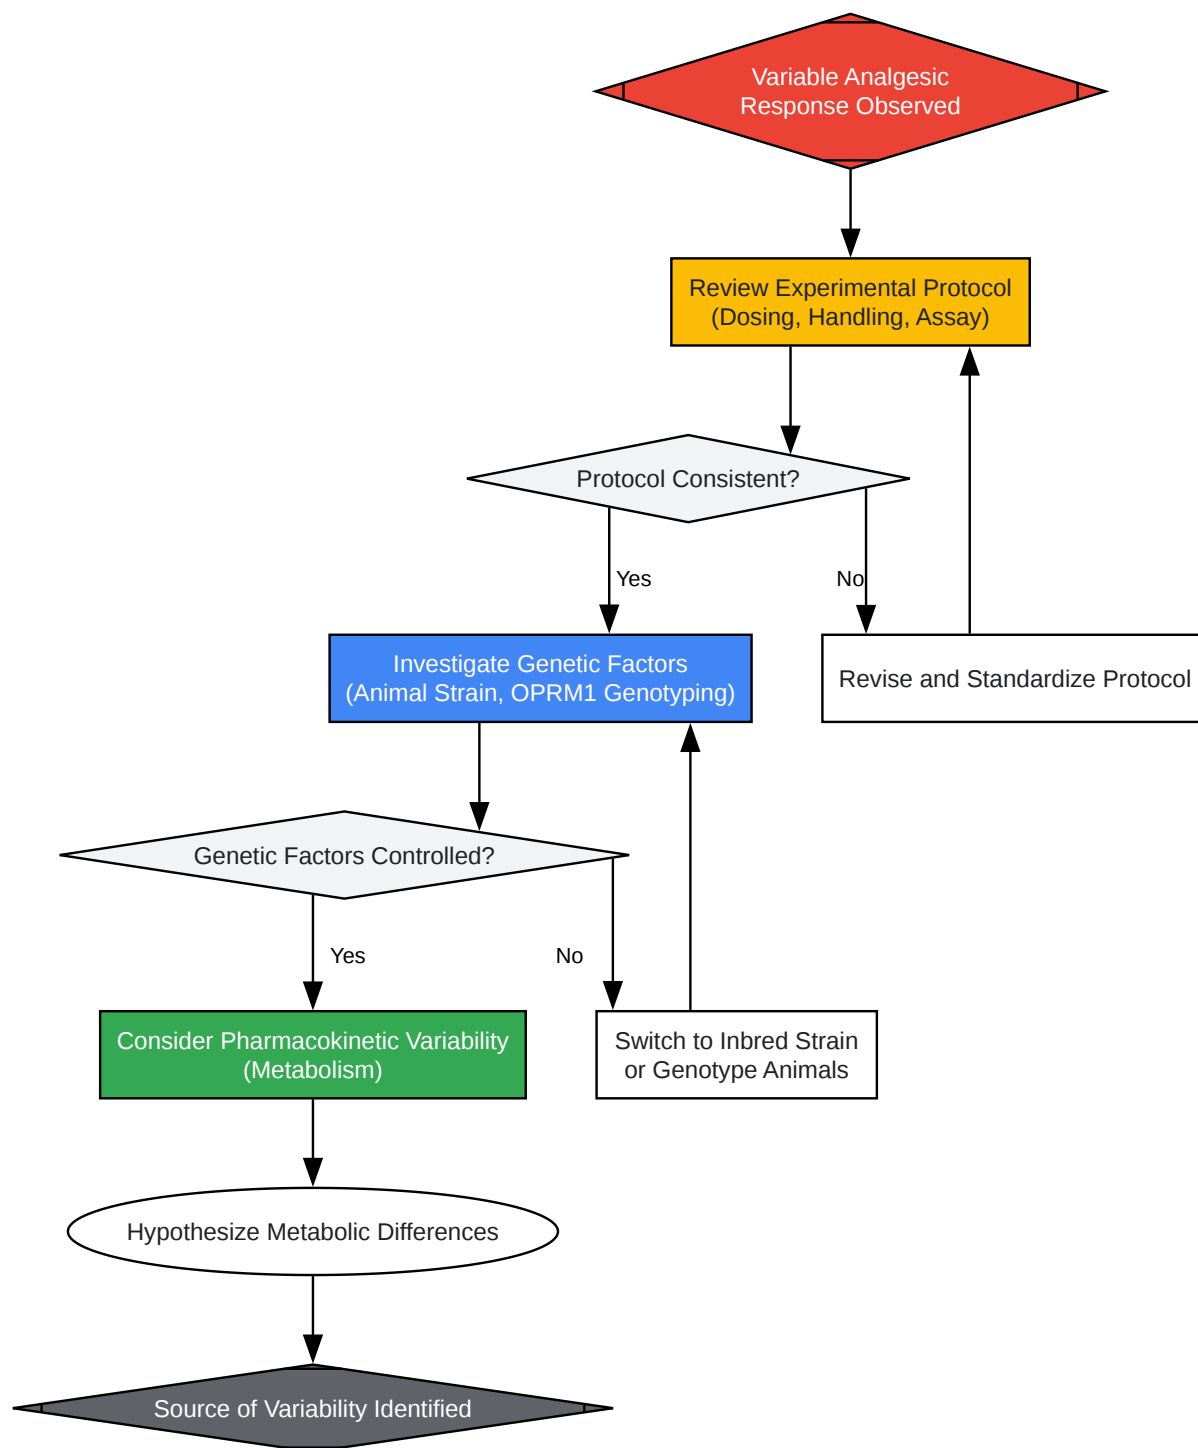 Variable Analgesic
Response Observed
Review Experimental Protocol
(Dosing, Handling, Assay)
Protocol Consistent?
Yes
No
Investigate Genetic Factors
(Animal Strain, OPRM1 Genotyping)
Revise and Standardize Protocol
Genetic Factors Controlled?
Yes
No
Consider Pharmacokinetic Variability
(Metabolism)
Switch to Inbred Strain
or Genotype Animals
Hypothesize Metabolic Differences
Source of Variability Identified